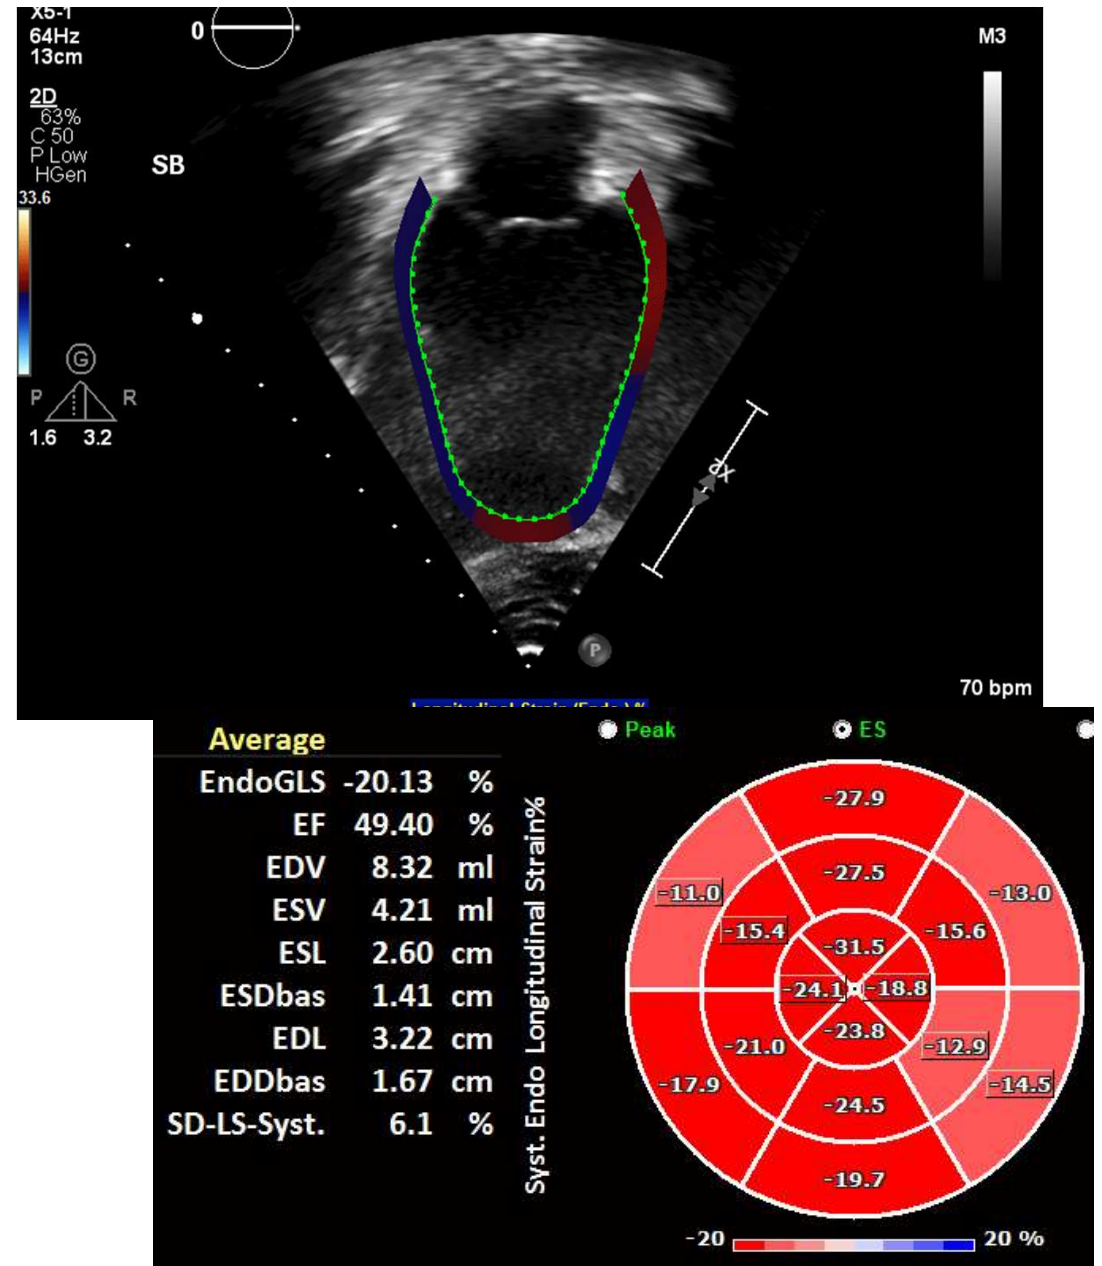 X5-1
64Hz
13cm
0
M3
2D
63%
C 50
P Low
HGen
33.6
SB
G
P R
1.6 3.2
P
70 bpm
Longitudinal Strain (Endo.) %
Average
EndoGLS -20.13 %
EF 49.40 %
EDV 8.32 ml
ESV 4.21 ml
ESL 2.60 cm
ESDbas 1.41 cm
EDL 3.22 cm
EDDbas 1.67 cm
SD-LS-Syst. 6.1 %
Syst. Endo Longitudinal Strain%
Peak ES
-27.9
-27.5
-11.0 -13.0
-15.4 -15.6
-31.5
-24.1 -18.8
-23.8
-21.0 -12.9
-17.9 -14.5
-24.5
-19.7
-20 20 %